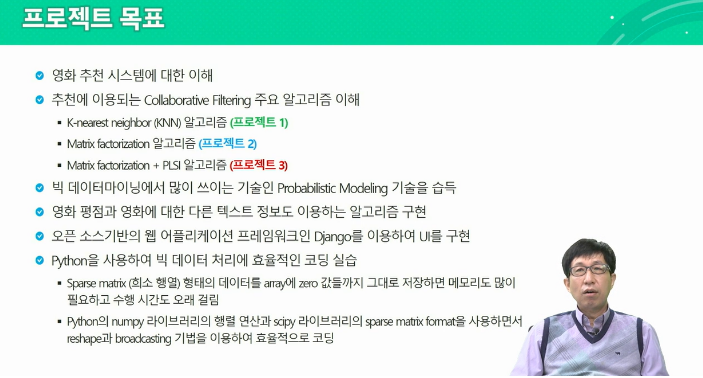 프로젝트 목표
영화 추천 시스템에 대한 이해
추천에 이용되는 Collaborative Filtering 주요 알고리즘 이해
K-nearest neighbor (KNN) 알고리즘 (프로젝트 1)
Matrix factorization 알고리즘 (프로젝트 2)
Matrix factorization + PLSI 알고리즘 (프로젝트 3)
빅 데이터마이닝에서 많이 쓰이는 기술인 Probabilistic Modeling 기술을 습득
영화 평점과 영화에 대한 다른 텍스트 정보도 이용하는 알고리즘 구현
오픈 소스기반의 웹 어플리케이션 프레임워크인 Django를 이용하여 UI를 구현
Python을 사용하여 빅 데이터 처리에 효율적인 코딩 실습
Sparse matrix (희소 행렬) 형태의 데이터를 array에 zero 값들까지 그대로 저장하면 메모리도 많이
필요하고 수행 시간도 오래 걸림
Python의 numpy 라이브러리의 행렬 연산과 scipy 라이브러리의 sparse matrix format을 사용하면서
reshape과 broadcasting 기법을 이용하여 효율적으로 코딩